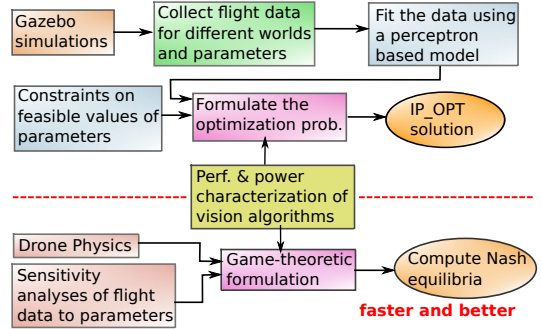 Gazebo
simulations
Collect flight data
for different worlds
and parameters
Fit the data using
a perceptron
based model
Constraints on
feasible values of
parameters
Formulate the
optimization prob.
IP_OPT
solution
Perf. & power
characterization of
vision algorithms
Drone Physics
Sensitivity
analyses of flight
data to parameters
Game-theoretic
formulation
Compute Nash
equilibria
faster and better